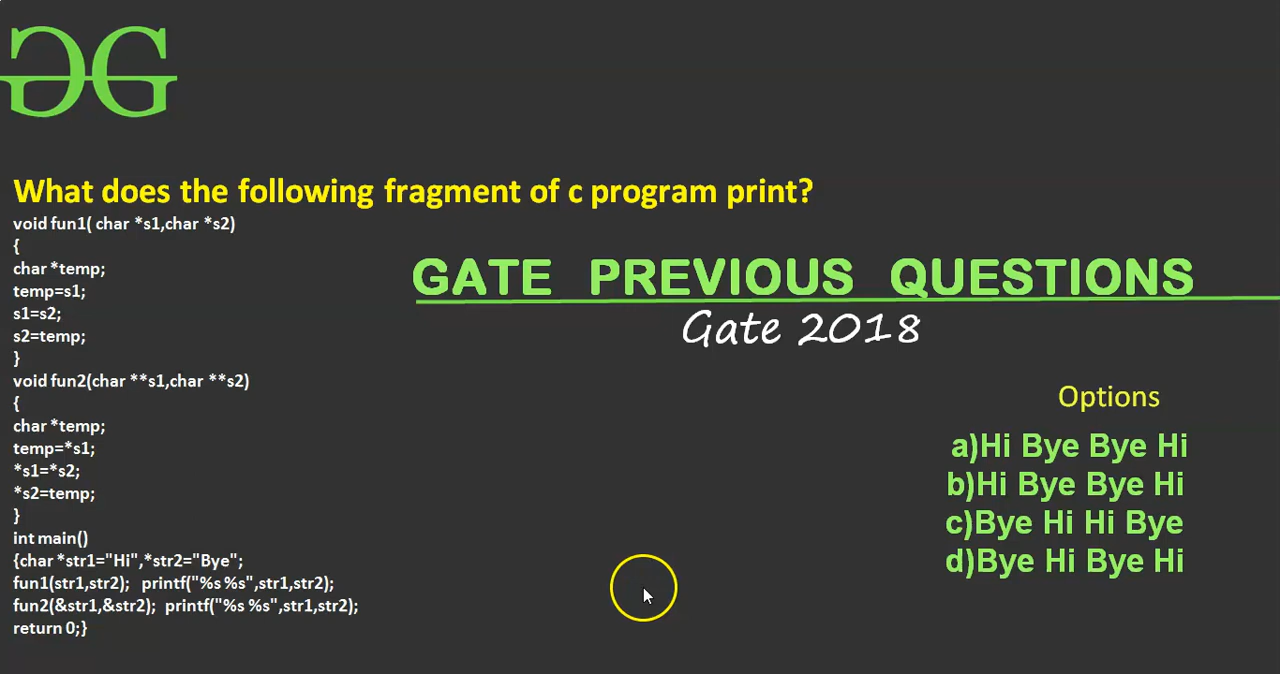 What does the following fragment of c program print?
void fun1( char *s1,char *s2)
{
char *temp;
temp=s1;
s1=s2;
s2=temp;
}
void fun2(char **s1,char **s2)
{
char *temp;
temp=*s1;
*s1=*s2;
*s2=temp;
}
int main()
{char *str1="Hi",*str2="Bye";
fun1(str1,str2); printf("%s %s",str1,str2);
fun2(&str1,&str2); printf("%s %s",str1,str2);
return 0;}
GATE PREVIOUS QUESTIONS
Gate 2018
Options
a)Hi Bye Bye Hi
b)Hi Bye Bye Hi
c)Bye Hi Hi Bye
d)Bye Hi Bye Hi